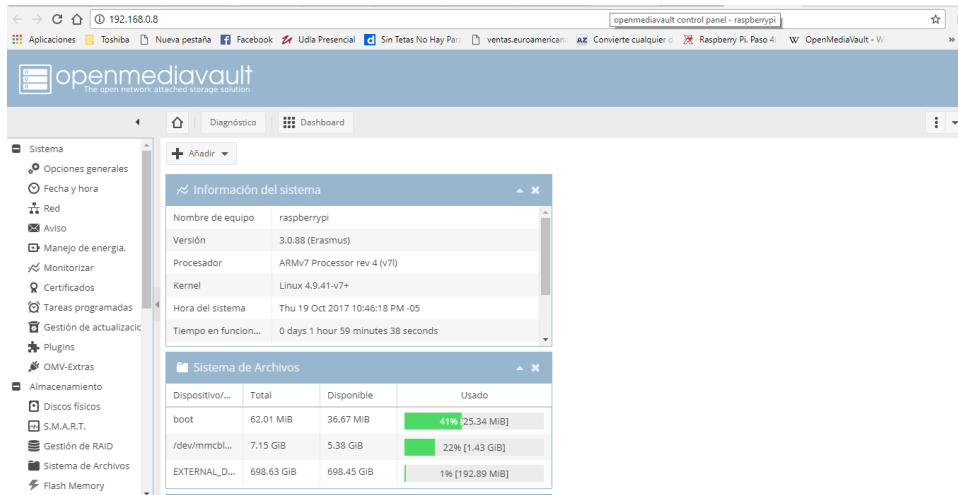 192.168.0.8
openmediavault control panel - raspberrypi
Aplicaciones Toshiba Nueva pestaña Facebook Udla Presencial Sin Tetas No Hay Par ventas.euroamerican AZ Convierte cualquier d Raspberry Pi. Paso 4 W OpenMediaVault - W »
openmediavault
The open network attached storage solution
Diagnóstico Dashboard
Añadir
Sistema
Opciones generales
Fecha y hora
Red
Aviso
Manejo de energia.
Monitorizar
Certificados
Tareas programadas
Gestión de actualizacic
Plugins
OMV-Extras
Almacenamiento
Discos físicos
S.M.A.R.T.
Gestión de RAID
Sistema de Archivos
Flash Memory
Información del sistema
Nombre de equipo raspberrypi
Versión 3.0.88 (Erasmus)
Procesador ARMv7 Processor rev 4 (v7l)
Kernel Linux 4.9.41-v7+
Hora del sistema Thu 19 Oct 2017 10:46:18 PM -05
Tiempo en funcion... 0 days 1 hour 59 minutes 38 seconds
Sistema de Archivos
Dispositivo/... Total Disponible Usado
boot 62.01 MiB 36.67 MiB 41% [25.34 MiB]
/dev/mmcbl... 7.15 GiB 5.38 GiB 22% [1.43 GiB]
EXTERNAL_D... 698.63 GiB 698.45 GiB 1% [192.89 MiB]